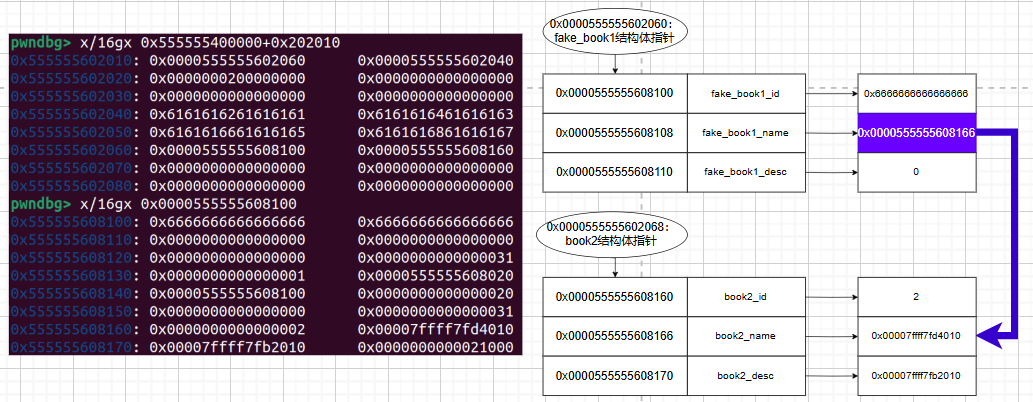 pwndbg> x/16gx 0x555555400000+0x202010
0x555555602010: 0x0000555555602060 0x0000555555602040
0x555555602020: 0x0000000200000000 0x0000000000000000
0x555555602030: 0x0000000000000000 0x0000000000000000
0x555555602040: 0x6161616261616161 0x6161616461616163
0x555555602050: 0x6161616661616165 0x6161616861616167
0x555555602060: 0x0000555555608100 0x0000555555608160
0x555555602070: 0x0000000000000000 0x0000000000000000
0x555555602080: 0x0000000000000000 0x0000000000000000
pwndbg> x/16gx 0x0000555555608100
0x555555608100: 0x6666666666666666 0x6666666666666666
0x555555608110: 0x0000000000000000 0x0000000000000000
0x555555608120: 0x0000000000000000 0x0000000000000031
0x555555608130: 0x0000000000000001 0x0000555555608020
0x555555608140: 0x0000555555608100 0x0000000000000020
0x555555608150: 0x0000000000000000 0x0000000000000031
0x555555608160: 0x0000000000000002 0x00007ffff7fd4010
0x555555608170: 0x00007ffff7fb2010 0x0000000000021000
0x0000555555602060:
fake_book1结构体指针
0x0000555555608100 fake_book1_id 0x6666666666666666
0x0000555555608108 fake_book1_name 0x0000555555608166
0x0000555555608110 fake_book1_desc 0
0x0000555555602068:
book2结构体指针
0x0000555555608160 book2_id 2
0x0000555555608166 book2_name 0x00007ffff7fd4010
0x0000555555608170 book2_desc 0x00007ffff7fb2010